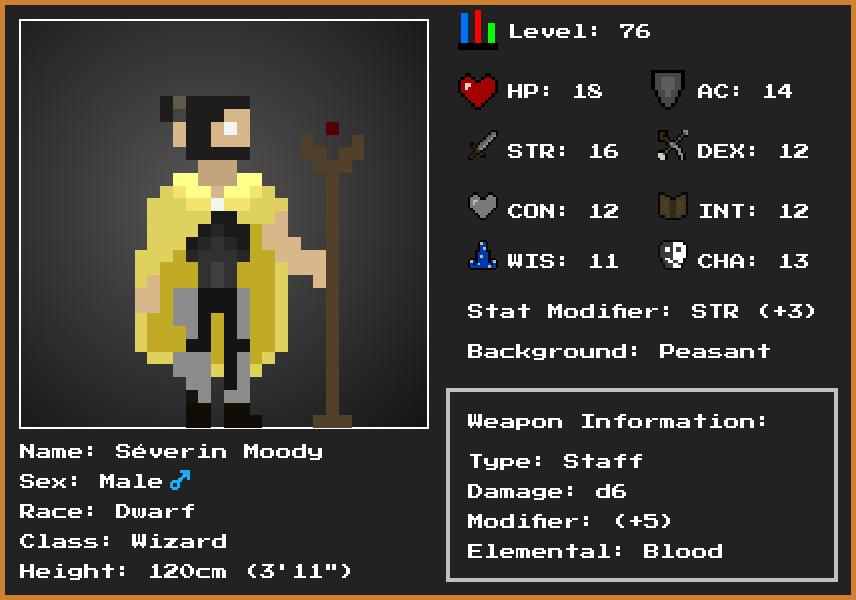 Level: 76
HP: 18
AC: 14
STR: 16
DEX: 12
CON: 12
INT: 12
WIS: 11
CHA: 13
Stat Modifier: STR (+3)
Background: Peasant
Weapon Information:
Type: Staff
Damage: d6
Modifier: (+5)
Elemental: Blood
Name: Séverin Moody
Sex: Male♂
Race: Dwarf
Class: Wizard
Height: 120cm (3'11")